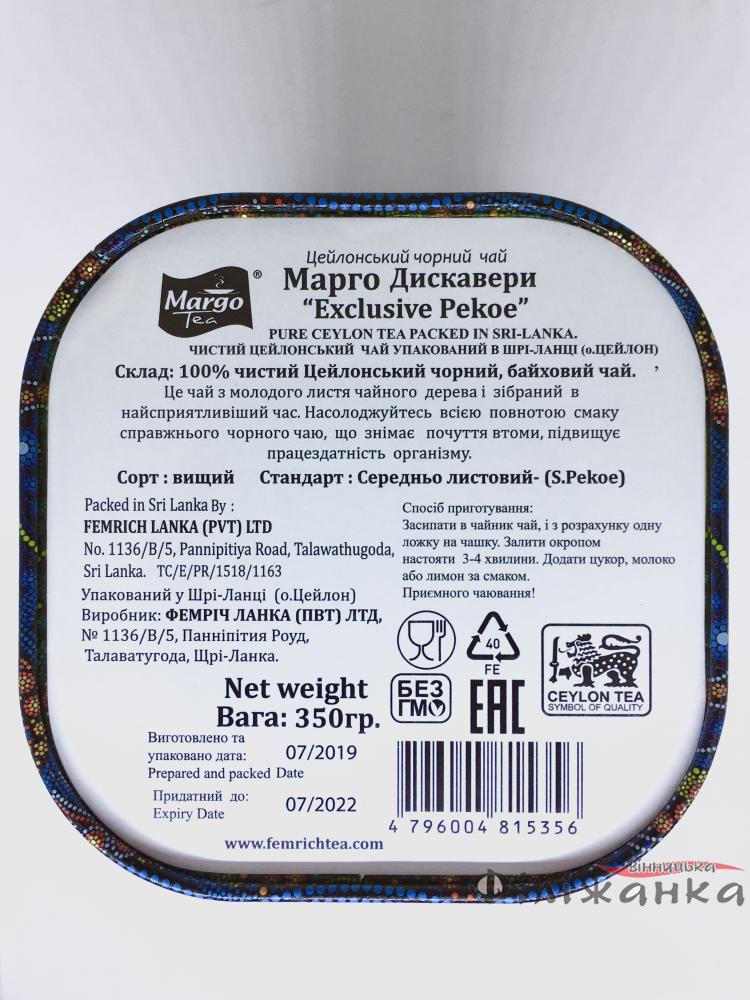 Цейлонський чорний чай
Margo
Tea
®
Марго Дискавери
“Exclusive Pekoe”
PURE CEYLON TEA PACKED IN SRI-LANKA.
ЧИСТИЙ ЦЕЙЛОНСЬКИЙ ЧАЙ УПАКОВАНИЙ В ШРІ-ЛАНЦІ (о.ЦЕЙЛОН)
Склад: 100% чистий Цейлонський чорний, байховий чай. ’
Це чай з молодого листя чайного дерева і зібраний в
найсприятливіший час. Насолоджуйтесь всією повнотою смаку
справжнього чорного чаю, що знімає почуття втоми, підвищує
працездатність організму.
Сорт : вищий Стандарт : Середньо листовий- (S.Pekoe)
Packed in Sri Lanka By :
FEMRICH LANKA (PVT) LTD
No. 1136/B/5, Pannipitiya Road, Talawathugoda,
Sri Lanka. TC/E/PR/1518/1163
Упакований у Шрі-Ланці (о.Цейлон)
Виробник: ФЕМРІЧ ЛАНКА (ПВТ) ЛТД,
№ 1136/В/5, Панніпітия Роуд,
Талаватугода, Щрі-Ланка.
Спосіб приготування:
Засипати в чайник чай, і з розрахунку одну
ложку на чашку. Залити окропом
настояти 3-4 хвилини. Додати цукор, молоко
або лимон за смаком.
Приємного чаювання!
40
FE
БЕЗ
ГМО
EAC
CEYLON TEA
SYMBOL OF QUALITY
Net weight
Вага: 350гр.
Виготовлено та
упаковано дата: 07/2019
Prepared and packed Date
Придатний до: 07/2022
Expiry Date
www.femrichtea.com
4 796004 815356
вінницька
Філіжанка